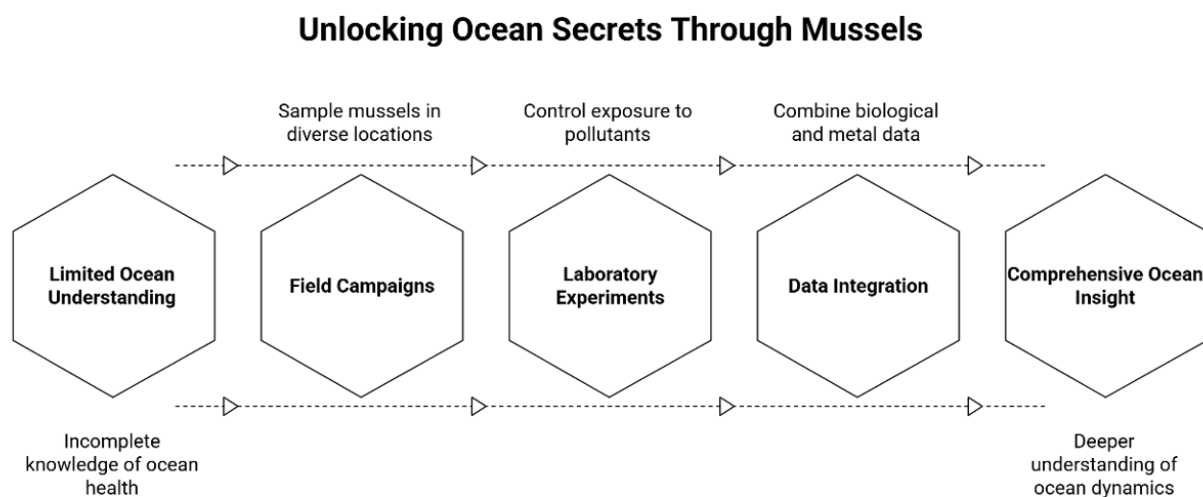 Unlocking Ocean Secrets Through Mussels
Sample mussels in
diverse locations
Control exposure to
pollutants
Combine biological
and metal data
Limited Ocean
Understanding
Field Campaigns
Laboratory
Experiments
Data Integration
Comprehensive Ocean
Insight
Incomplete
knowledge of ocean
health
Deeper
understanding of
ocean dynamics